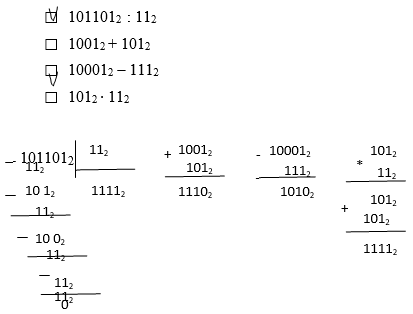 ☑ 101101₂ : 11₂
☐ 1001₂ + 101₂
☐ 10001₂ – 111₂
☑ 101₂ · 11₂
– 101101₂ 11₂
11₂ 1111₂
– 10 1₂
11₂
– 10 0₂
11₂
– 11₂
11₂
0
+ 1001₂
101₂
1110₂
- 10001₂
111₂
1010₂
* 101₂
11₂
+ 101₂
101₂
1111₂